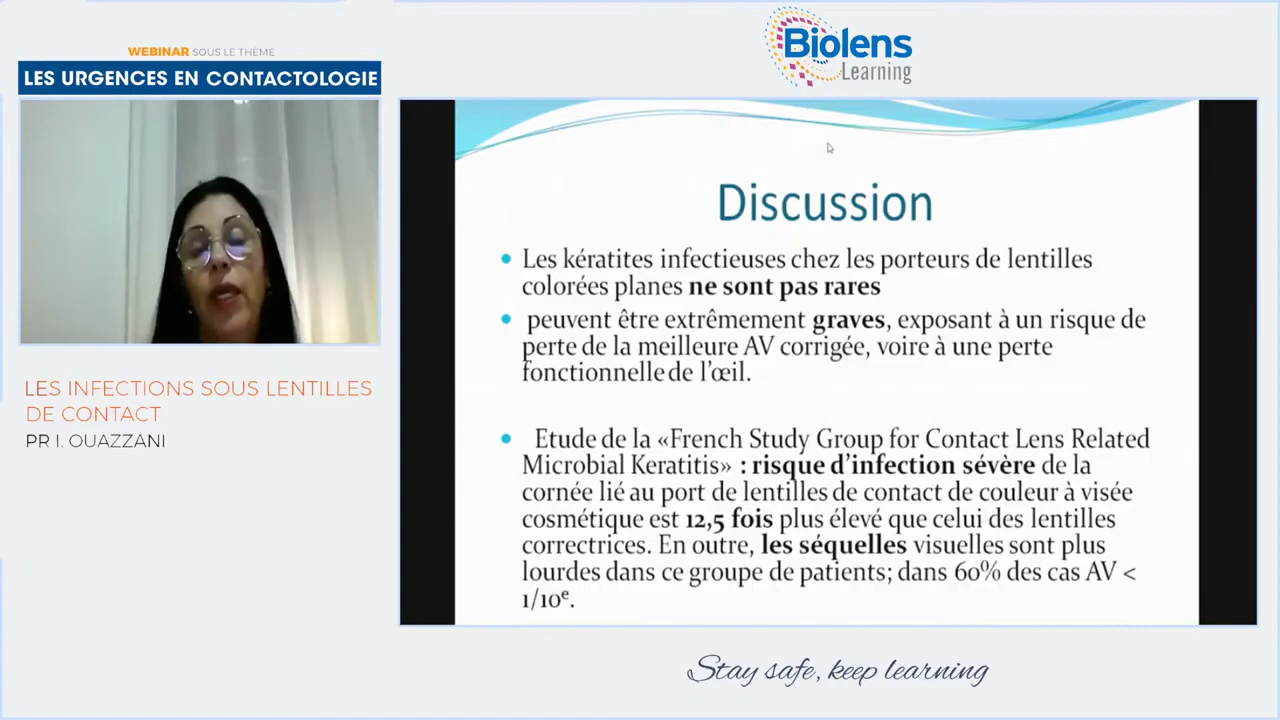 WEBINAR SOUS LE THÈME
LES URGENCES EN CONTACTOLOGIE
Biolens
Learning
LES INFECTIONS SOUS LENTILLES
DE CONTACT
PR I. OUAZZANI
Discussion
• Les kératites infectieuses chez les porteurs de lentilles
colorées planes ne sont pas rares
• peuvent être extrêmement graves, exposant à un risque de
perte de la meilleure AV corrigée, voire à une perte
fonctionnelle de l'œil.
• Etude de la «French Study Group for Contact Lens Related
Microbial Keratitis» : risque d'infection sévère de la
cornée lié au port de lentilles de contact de couleur à visée
cosmétique est 12,5 fois plus élevé que celui des lentilles
correctrices. En outre, les séquelles visuelles sont plus
lourdes dans ce groupe de patients; dans 60% des cas AV <
1/10e.
Stay safe, keep learning